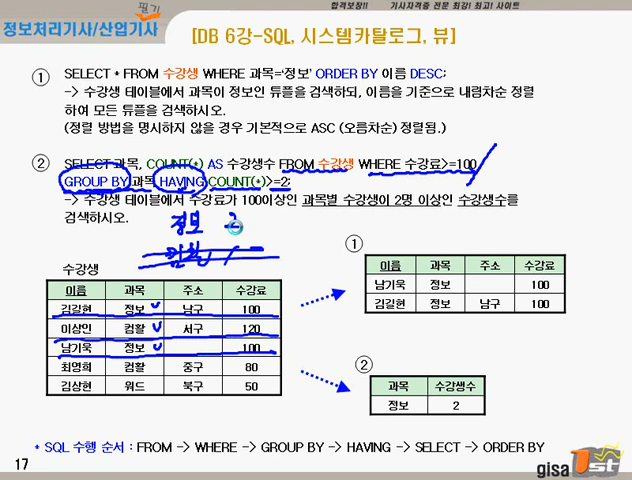 합격보장!! 기사자격증 전문 최강! 최고! 사이트
필기
정보처리기사/산업기사
[DB 6강-SQL, 시스템카탈로그, 뷰]
① SELECT * FROM 수강생 WHERE 과목='정보' ORDER BY 이름 DESC;
-> 수강생 테이블에서 과목이 정보인 튜플을 검색하되, 이름을 기준으로 내림차순 정렬
하여 모든 튜플을 검색하시오.
(정렬 방법을 명시하지 않을 경우 기본적으로 ASC (오름차순) 정렬됨.)
② SELECT 과목, COUNT(*) AS 수강생수 FROM 수강생 WHERE 수강료>=100
GROUP BY 과목 HAVING COUNT(*)>=2;
-> 수강생 테이블에서 수강료가 100이상인 과목별 수강생이 2명 이상인 수강생수를
검색하시오.
정보 2
컴활 1
수강생
이름 과목 주소 수강료
김길현 정보 남구 100
이상인 컴활 서구 120
남기욱 정보 100
최영희 컴활 중구 80
김상현 워드 북구 50
①
이름 과목 주소 수강료
남기욱 정보 100
김길현 정보 남구 100
②
과목 수강생수
정보 2
* SQL 수행 순서 : FROM -> WHERE -> GROUP BY -> HAVING -> SELECT -> ORDER BY
17
gisa 1st